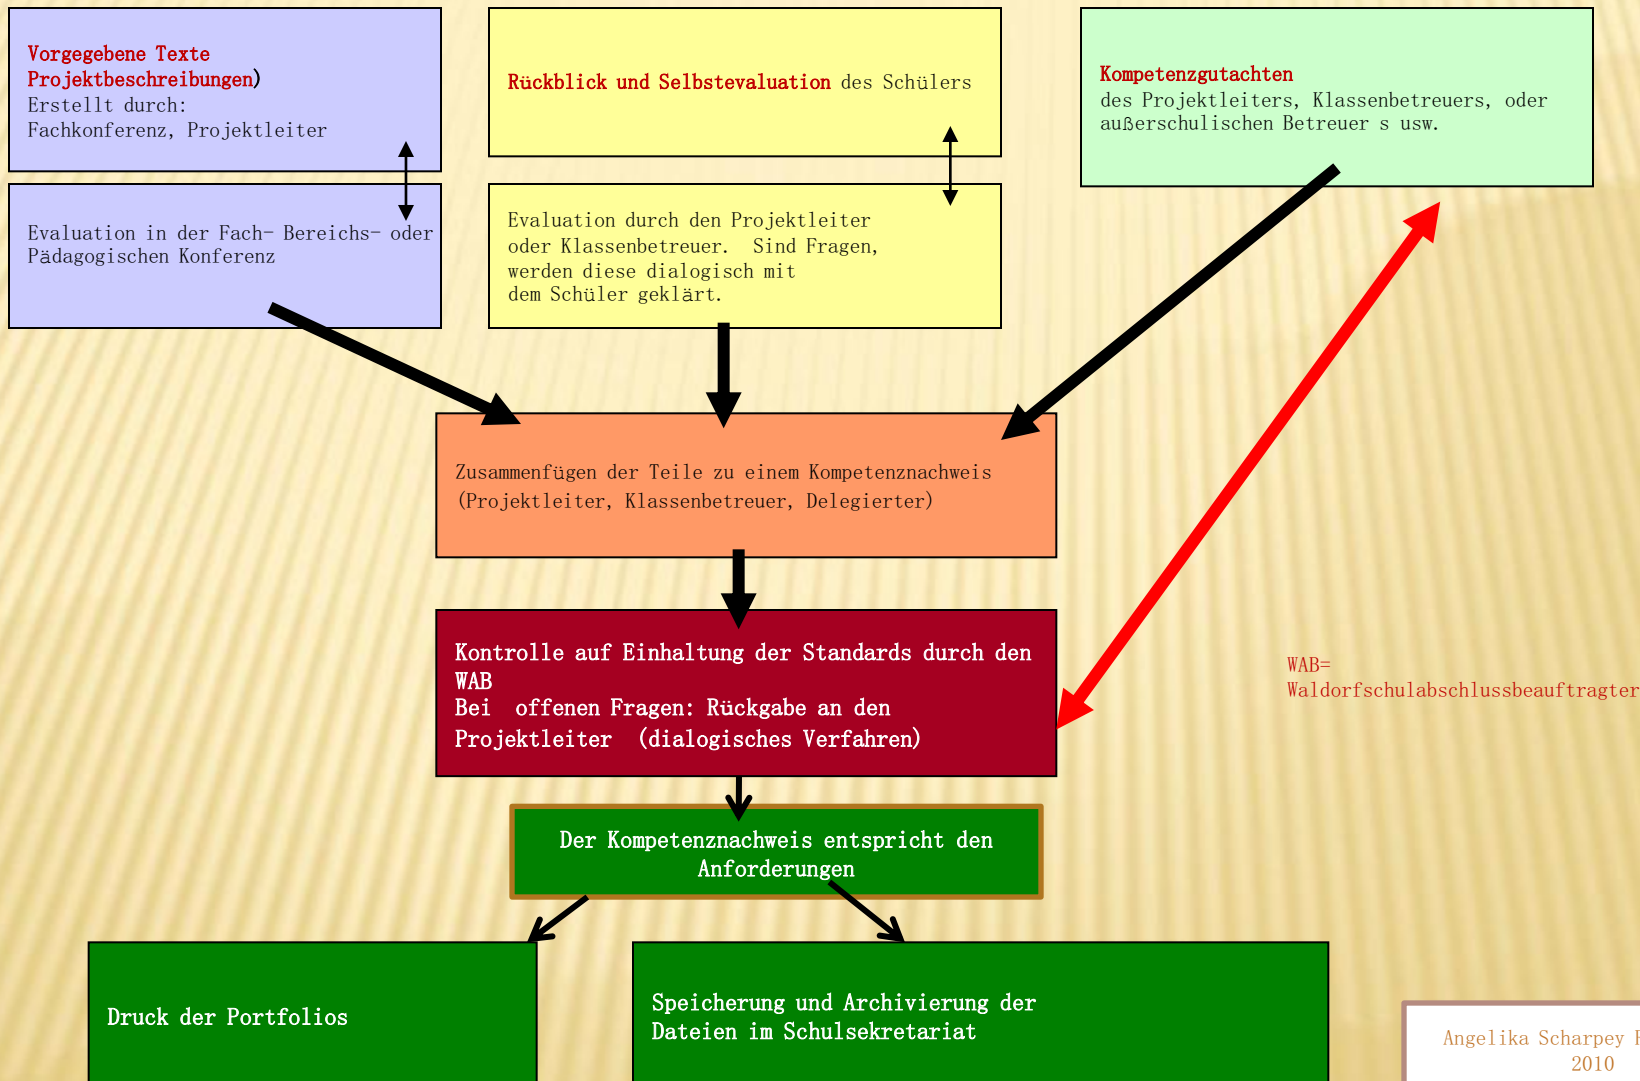 Vorgegebene Texte
Projektbeschreibungen)
Erstellt durch:
Fachkonferenz, Projektleiter
Evaluation in der Fach- Bereichs- oder
Pädagogischen Konferenz
Rückblick und Selbstevaluation des Schülers
Evaluation durch den Projektleiter
oder Klassenbetreuer.  Sind Fragen,
werden diese dialogisch mit
dem Schüler geklärt.
Kompetenzgutachten
des Projektleiters, Klassenbetreuers, oder
außerschulischen Betreuer s usw.
Zusammenfügen der Teile zu einem Kompetenznachweis
(Projektleiter, Klassenbetreuer, Delegierter)
Kontrolle auf Einhaltung der Standards durch den
WAB
Bei  offenen Fragen: Rückgabe an den
Projektleiter  (dialogisches Verfahren)
WAB=
Waldorfschulabschlussbeauftragter
Der Kompetenznachweis entspricht den
Anforderungen
Druck der Portfolios
Speicherung und Archivierung der
Dateien im Schulsekretariat
Angelika Scharpey
2010